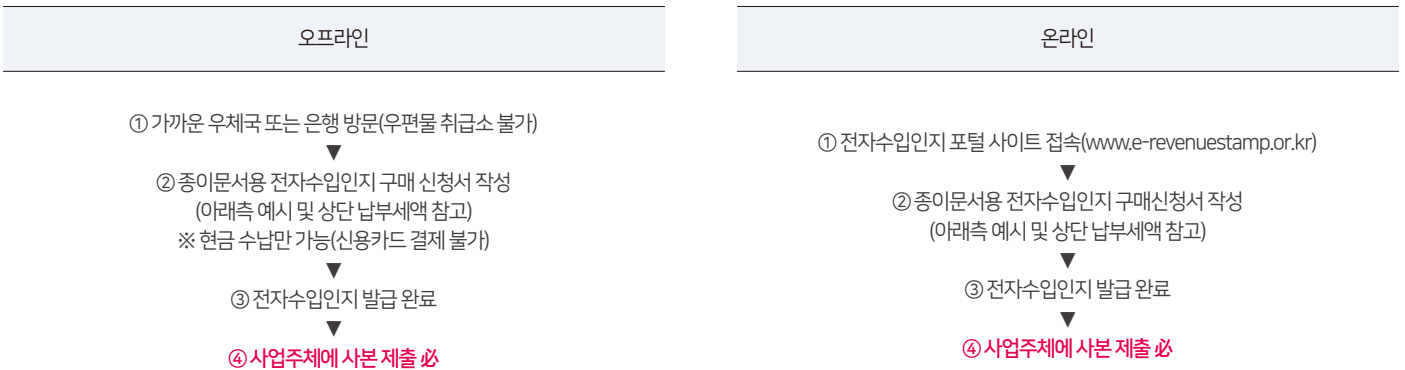 오프라인
① 가까운 우체국 또는 은행 방문(우편물 취급소 불가)
▼
② 종이문서용 전자수입인지 구매 신청서 작성
(아래측 예시 및 상단 납부세액 참고)
※ 현금 수납만 가능(신용카드 결제 불가)
▼
③ 전자수입인지 발급 완료
▼
④ 사업주체에 사본 제출 必
온라인
① 전자수입인지 포털 사이트 접속(www.e-revenuestamp.or.kr)
▼
② 종이문서용 전자수입인지 구매신청서 작성
(아래측 예시 및 상단 납부세액 참고)
▼
③ 전자수입인지 발급 완료
▼
④ 사업주체에 사본 제출 必